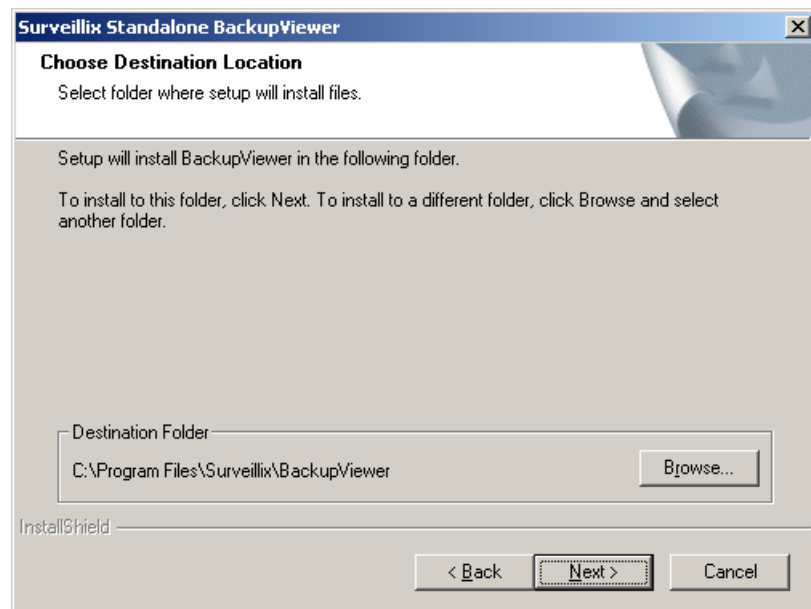 Surveillix Standalone BackupViewer
Choose Destination Location
Select folder where setup will install files.
Setup will install BackupViewer in the following folder.
To install to this folder, click Next. To install to a different folder, click Browse and select
another folder.
Destination Folder
C:\Program Files\Surveillix\BackupViewer
Browse...
InstallShield
< Back
Next >
Cancel